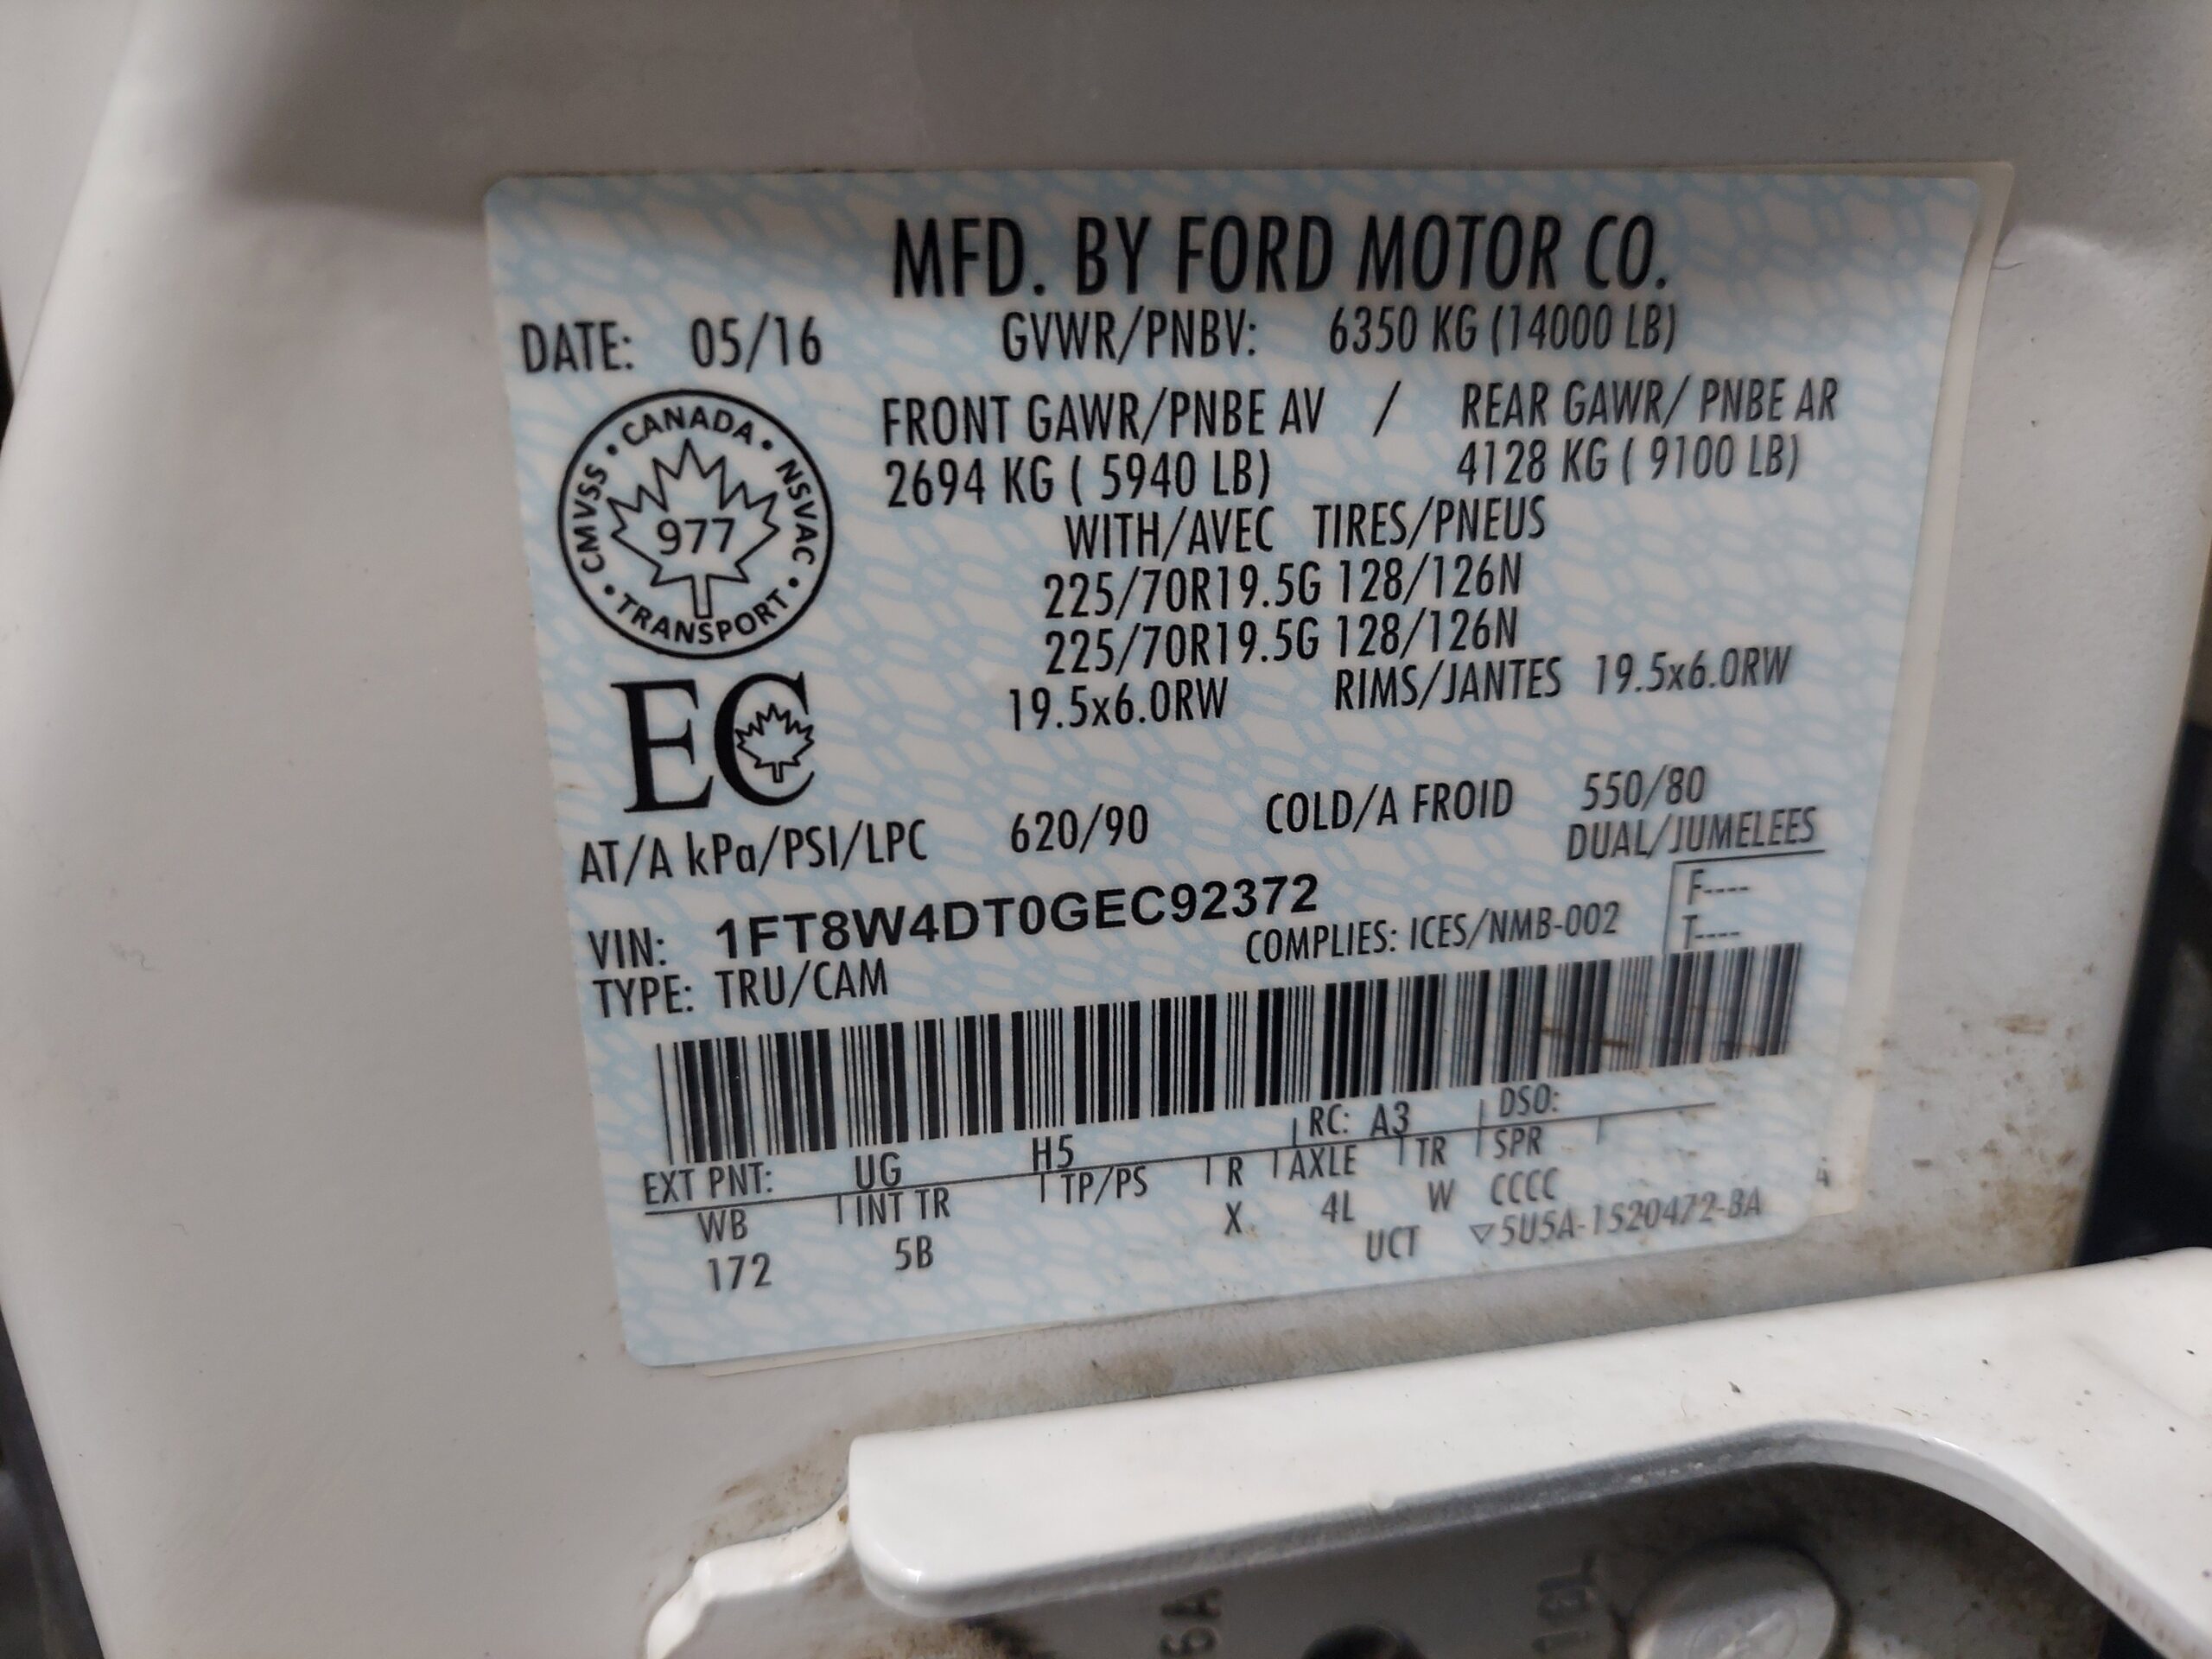 MFD. BY FORD MOTOR CO.
DATE: 05/16 GVWR/PNBV: 6350 KG (14000 LB)
FRONT GAWR/PNBE AV / REAR GAWR/ PNBE AR
2694 KG ( 5940 LB) 4128 KG ( 9100 LB)
WITH/AVEC TIRES/PNEUS
225/70R19.5G 128/126N
225/70R19.5G 128/126N
19.5x6.0RW RIMS/JANTES 19.5x6.0RW
CANADA • NSVAC • TRANSPORT • CMVSS •
977
EC
AT/A kPa/PSI/LPC 620/90 COLD/A FROID 550/80
DUAL/JUMELEES
VIN: 1FT8W4DT0GEC92372
F----
T----
COMPLIES: ICES/NMB-002
TYPE: TRU/CAM
EXT PNT: UG H5 RC: A3 DSO:
WB INT TR TP/PS R AXLE TR SPR
172 5B X 4L W CCCC
UCT ▽5U5A-1520472-BA
4
6A